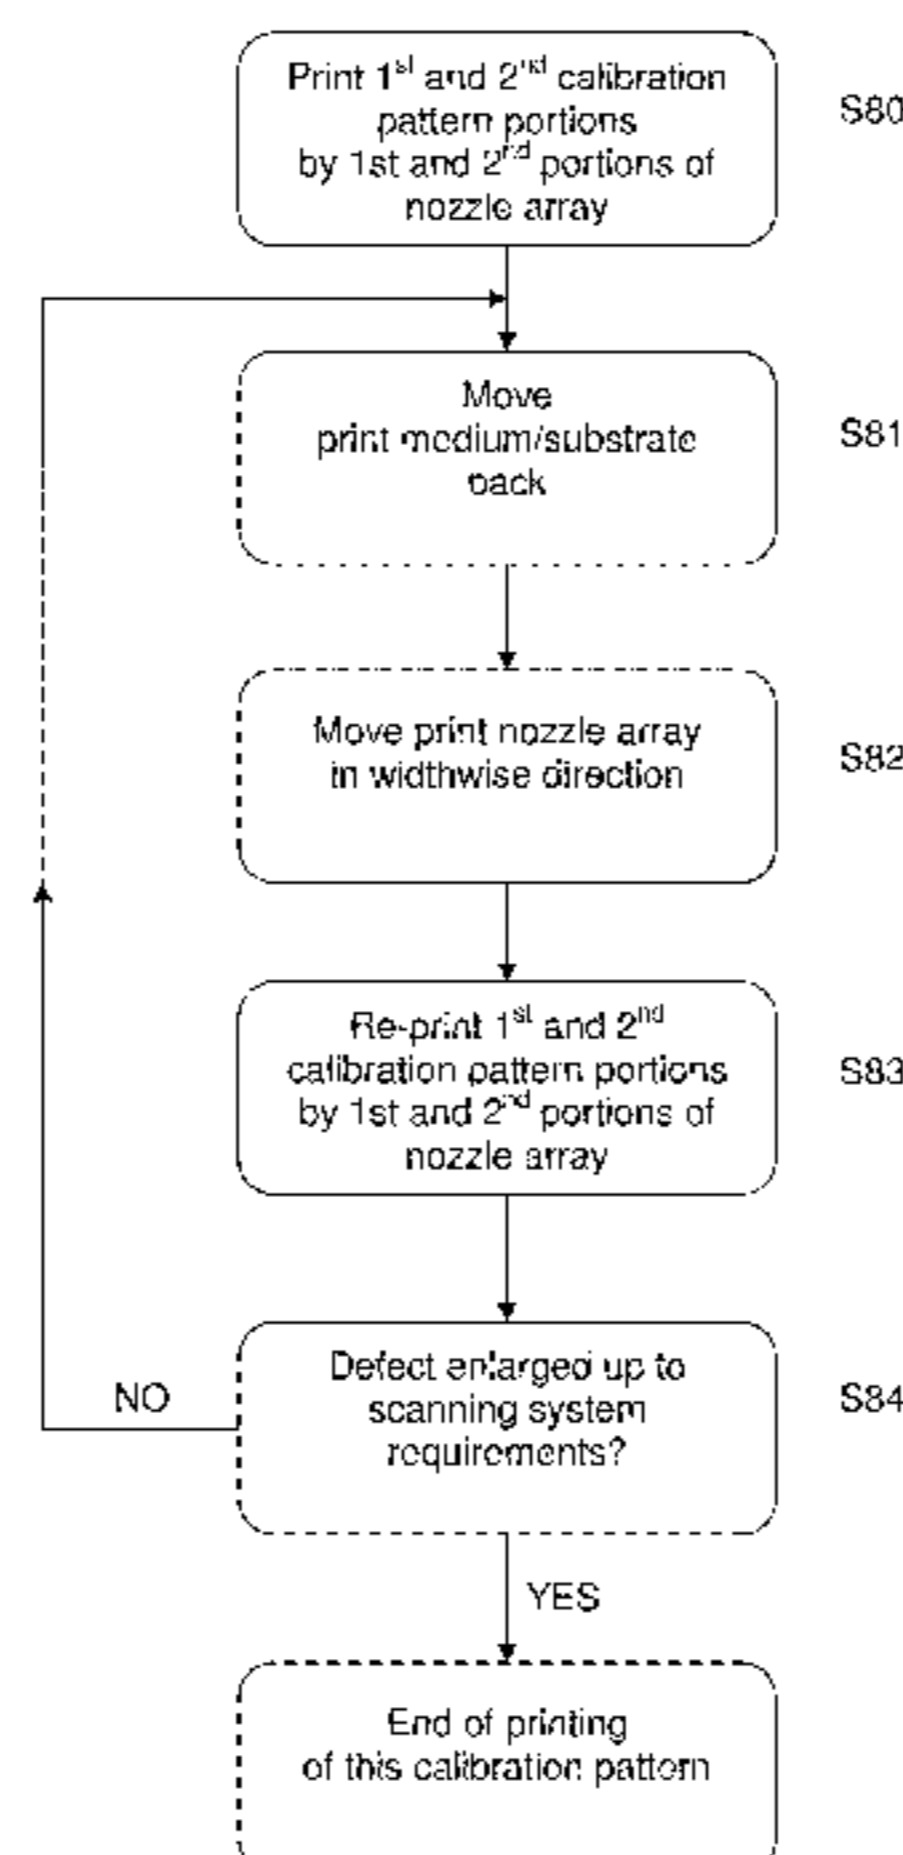 Print 1st and 2nd calibration
pattern portions
by 1st and 2nd portions of
nozzle array
S80
Move
print medium/substrate
back
S81
Move print nozzle array
in widthwise direction
S82
Re-print 1st and 2nd
calibration pattern portions
by 1st and 2nd portions of
nozzle array
S83
Defect enlarged up to
scanning system
requirements?
S84
NO
YES
End of printing
of this calibration pattern